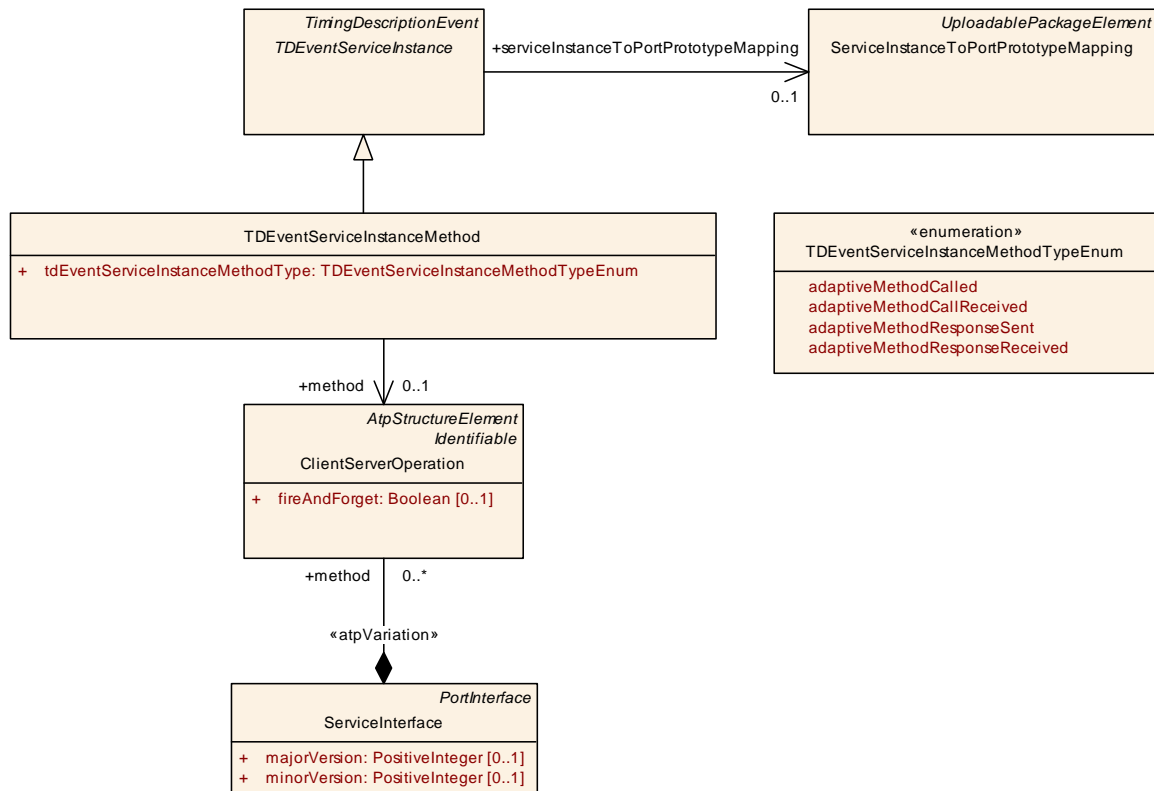 TimingDescriptionEvent
TDEventServiceInstance
+serviceInstanceToPortPrototypeMapping
0..1
UploadablePackageElement
ServiceInstanceToPortPrototypeMapping
TDEventServiceInstanceMethod
+ tdEventServiceInstanceMethodType: TDEventServiceInstanceMethodTypeEnum
«enumeration»
TDEventServiceInstanceMethodTypeEnum
adaptiveMethodCalled
adaptiveMethodCallReceived
adaptiveMethodResponseSent
adaptiveMethodResponseReceived
+method 0..1
AtpStructureElement
Identifiable
ClientServerOperation
+ fireAndForget: Boolean [0..1]
+method 0..*
«atpVariation»
PortInterface
ServiceInterface
+ majorVersion: PositiveInteger [0..1]
+ minorVersion: PositiveInteger [0..1]